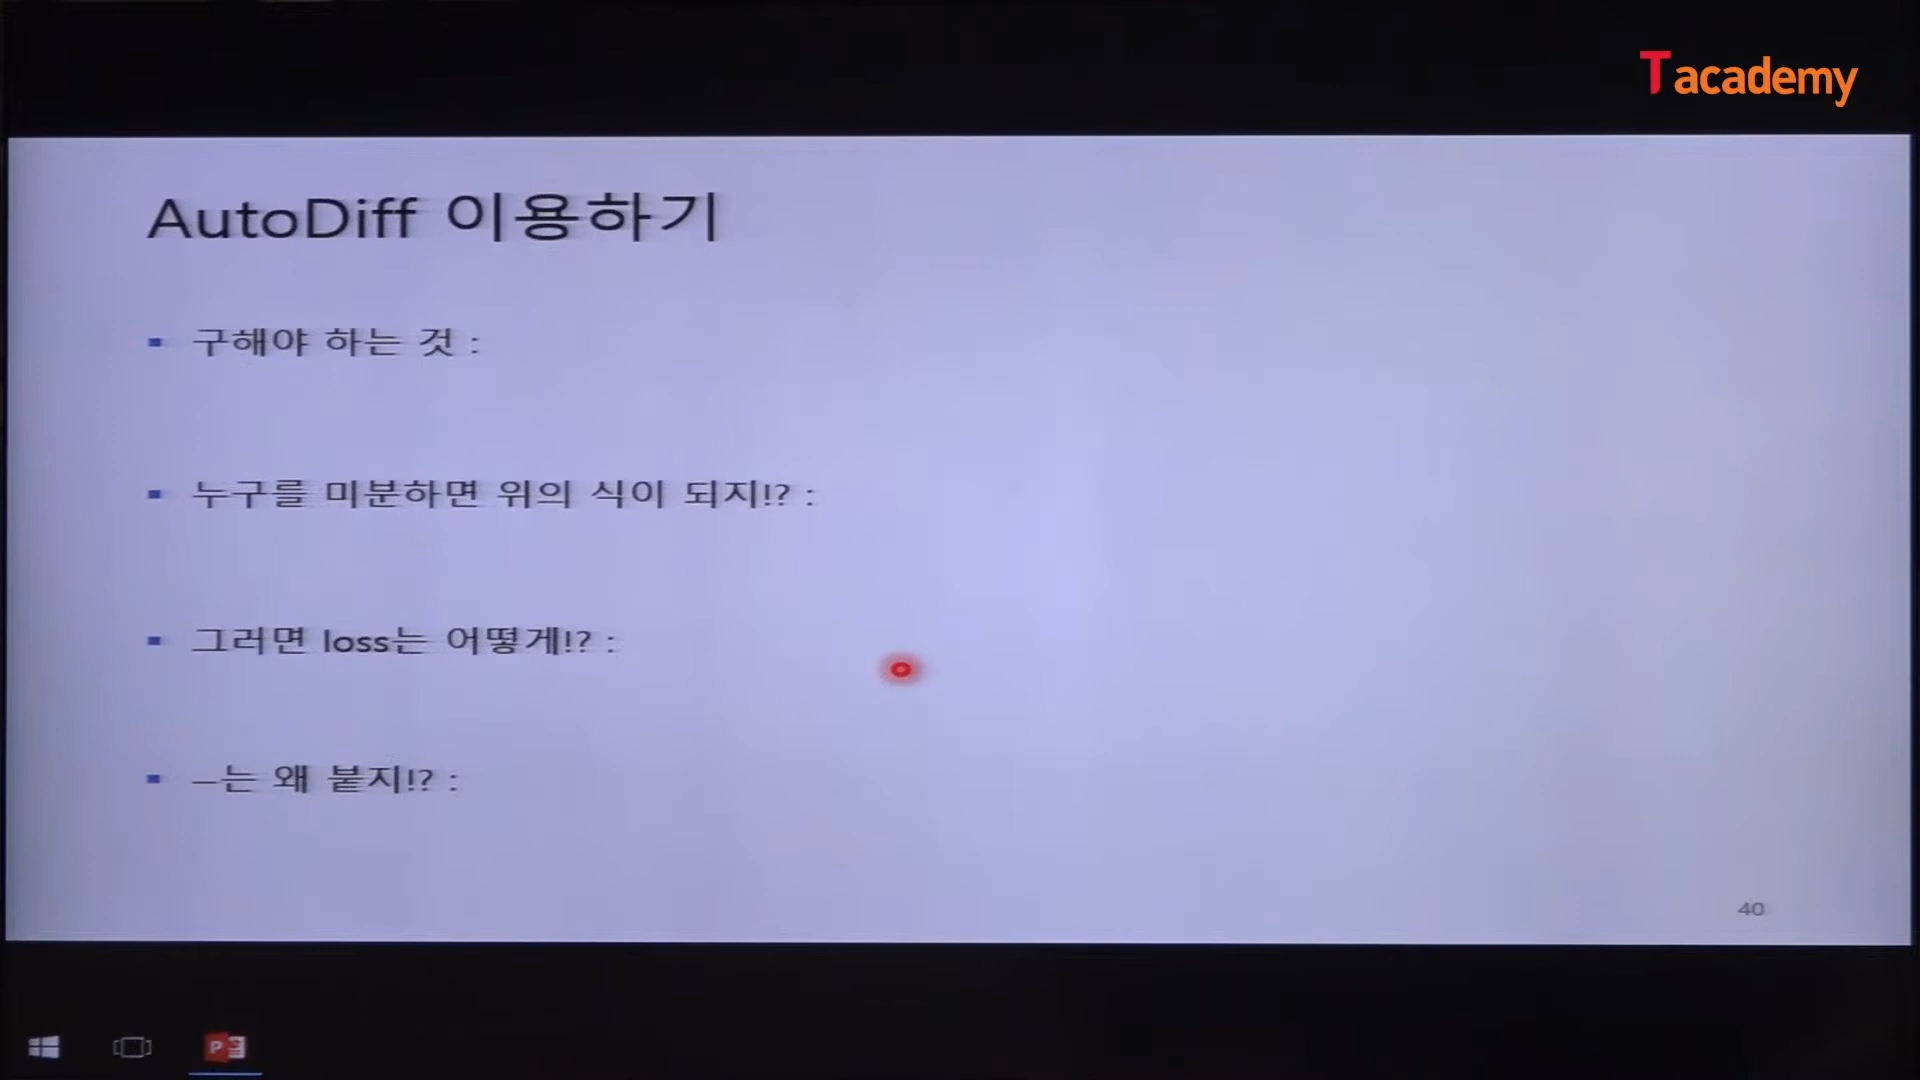 Tacademy
AutoDiff 이용하기
▪ 구해야 하는 것 :
▪ 누구를 미분하면 위의 식이 되지!? :
▪ 그러면 loss는 어떻게!? :
▪ –는 왜 붙지!? :
40